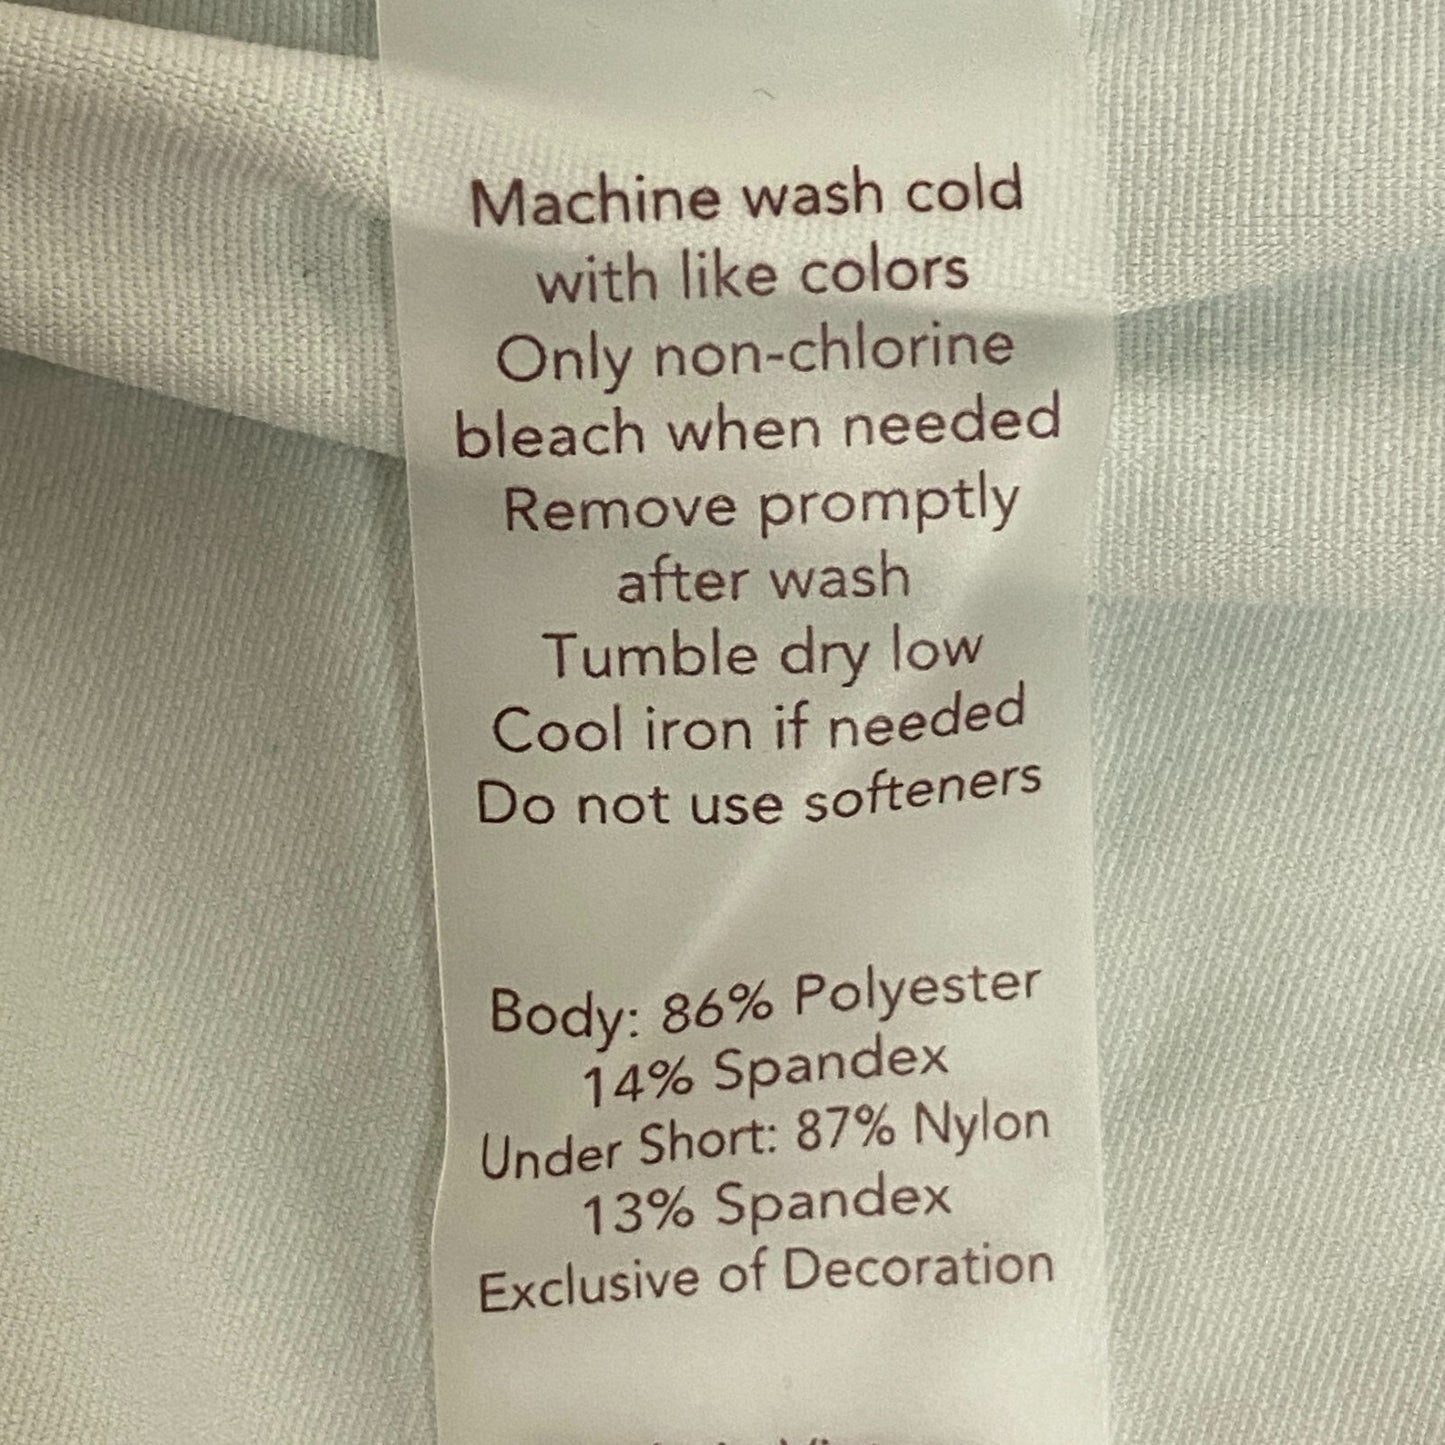 Machine wash cold
with like colors
Only non-chlorine
bleach when needed
Remove promptly
after wash
Tumble dry low
Cool iron if needed
Do not use softeners
Body: 86% Polyester
14% Spandex
Under Short: 87% Nylon
13% Spandex
Exclusive of Decoration